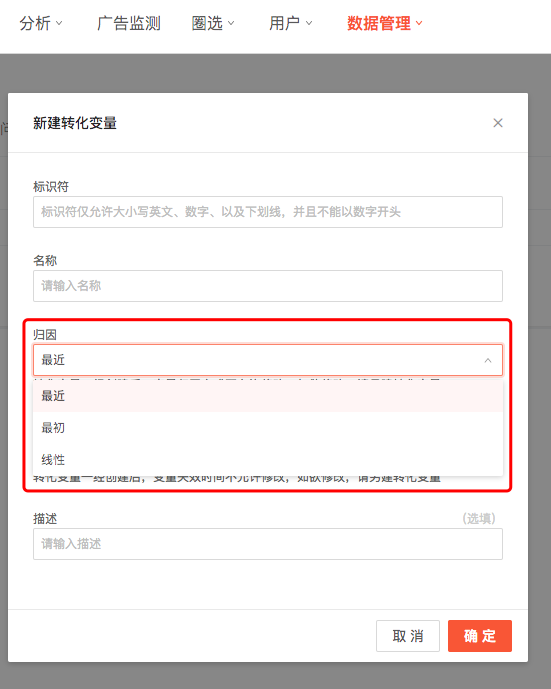 分析 广告监测 圈选 用户 数据管理
新建转化变量
标识符
标识符仅允许大小写英文、数字、以及下划线，并且不能以数字开头
名称
请输入名称
归因
最近
最近
最初
线性
转化变量一经创建后，变量失效时间不允许修改，如欲修改，请另建转化变量
描述 (选填)
请输入描述
取消 确定